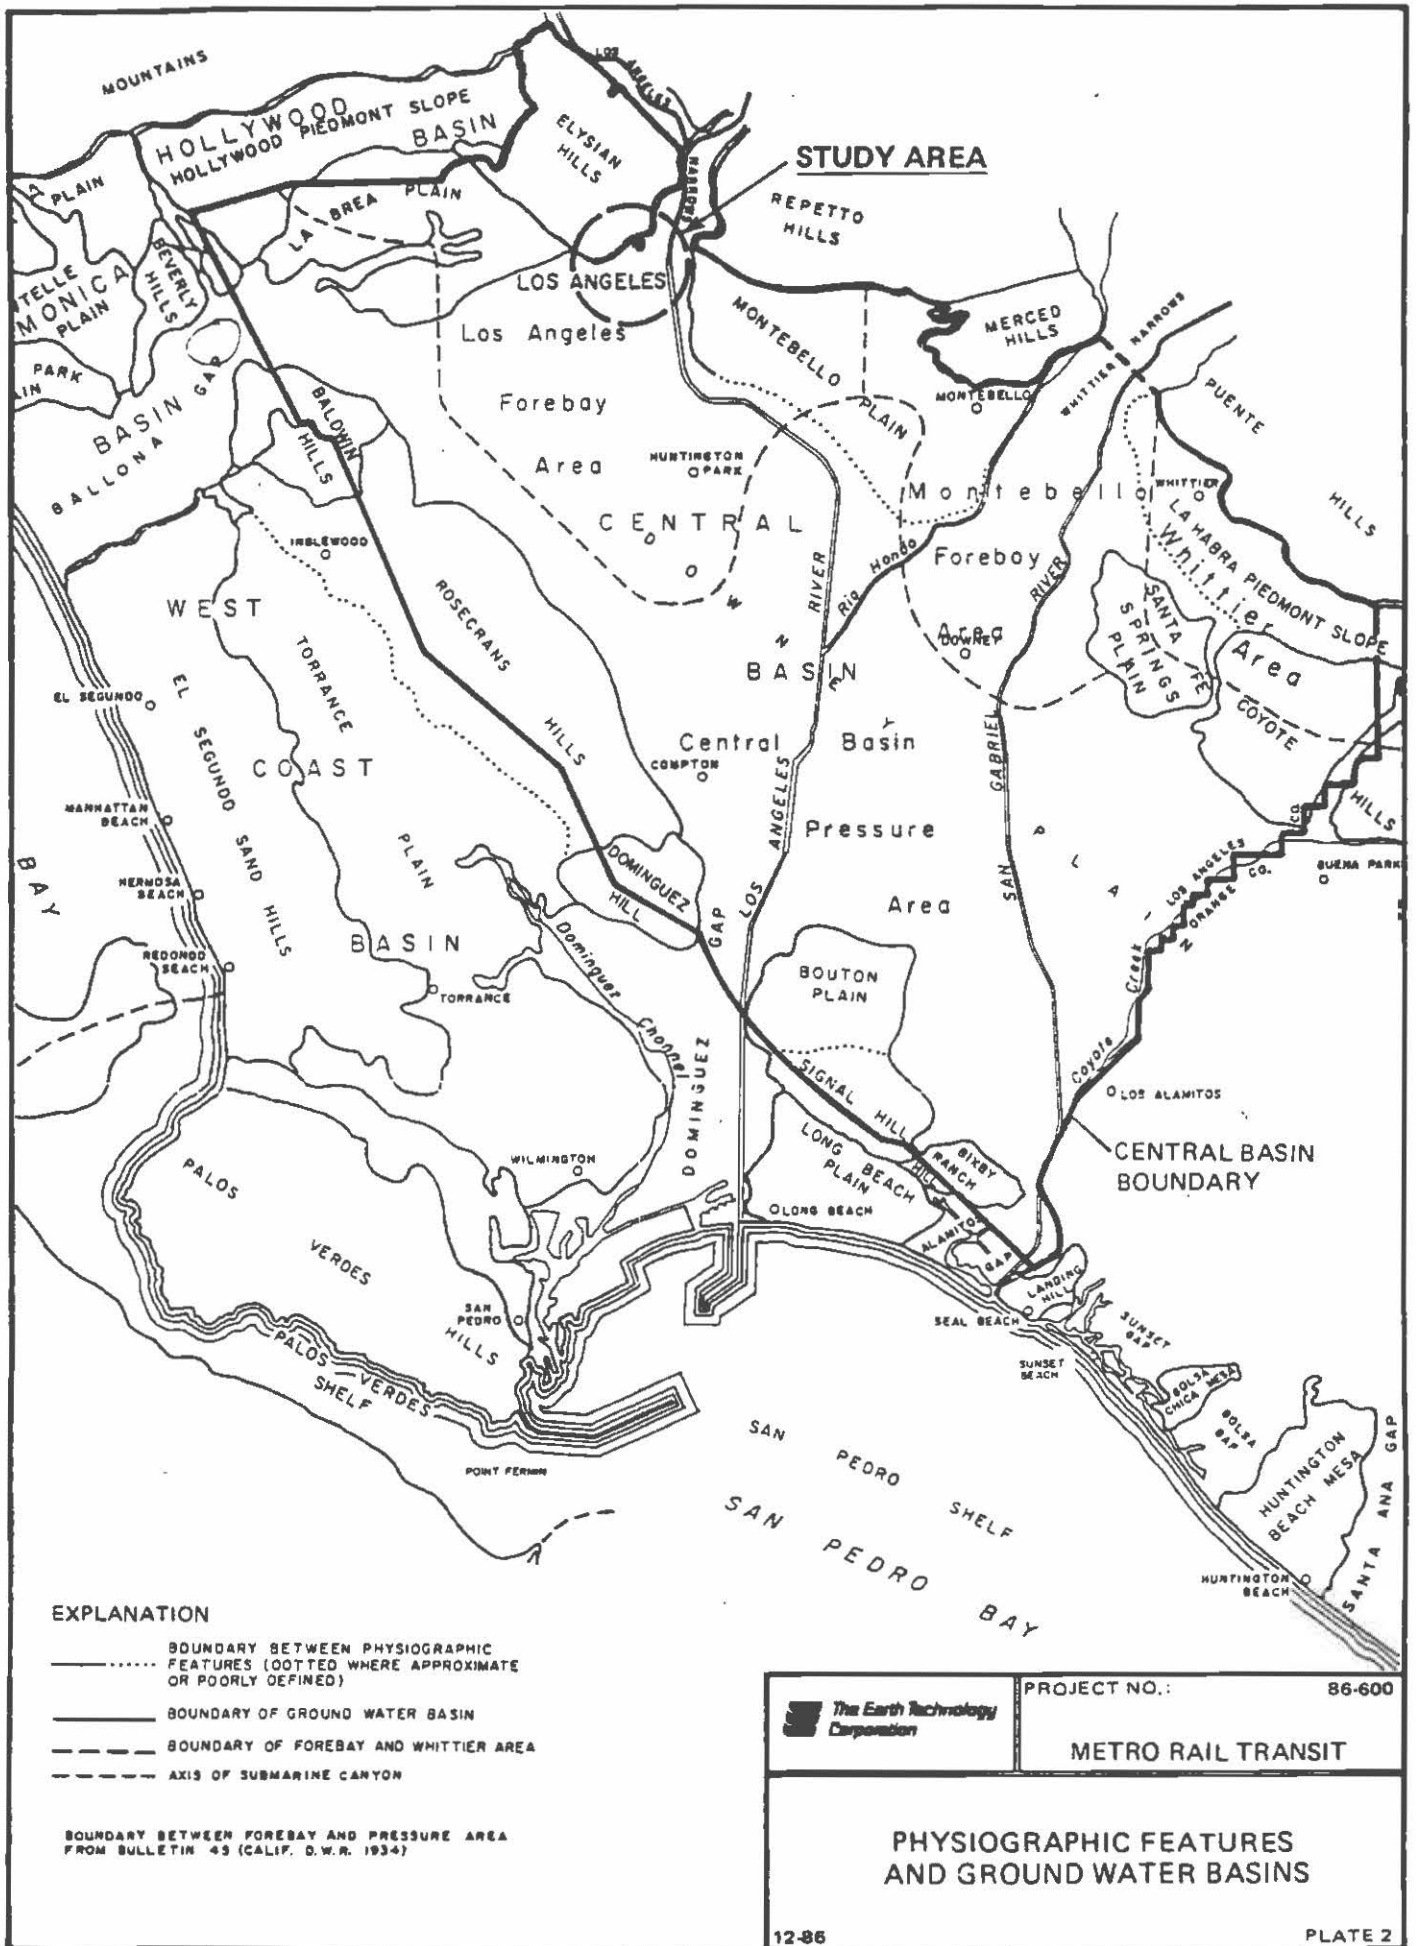 MOUNTAINS
HOLLYWOOD
HOLLYWOOD PIEDMONT SLOPE
BASIN
LOS ANGELES
NARROWS
ELYSIAN
HILLS
STUDY AREA
REPETTO
HILLS
PLAIN
LA BREA PLAIN
BEVERLY
HILLS
MONICA
PLAIN
LOS ANGELES
Los Angeles
Forebay
Area
MONTEBELLO
PLAIN
MERCED
HILLS
MONTEBELLO
WHITTIER NARROWS
PUENTE
HILLS
PARK
BASIN
BALLONA GAP
BALDWIN
HILLS
HUNTINGTON
PARK
Montebello
Forebay
Area
WHITTIER
LA HABRA PIEDMONT SLOPE
Whittier
Area
CENTRAL
BASIN
DOWNEY
PLAIN
INGLEWOOD
ROSECRANS
HILLS
LOS ANGELES RIVER
Rio Hondo
SAN GABRIEL RIVER
DOWNEY
SANTA FE
SPRINGS
PLAIN
COYOTE
HILLS
WEST
COAST
BASIN
TORRANCE
PLAIN
EL SEGUNDO
EL SEGUNDO SAND HILLS
Central Basin
Pressure
Area
COMPTON
MANHATTAN
BEACH
HERMOSA
BEACH
REDONDO
BEACH
BAY
TORRANCE
DOMINGUEZ
HILL
Dominguez Channel
DOMINGUEZ GAP
BOUTON
PLAIN
LOS ANGELES CO.
ORANGE CO.
BUENA PARK
Coyote Creek
LOS ALAMITOS
SIGNAL HILL
LONG BEACH
PLAIN
BIXBY
RANCH
HILL
CENTRAL BASIN
BOUNDARY
WILMINGTON
LONG BEACH
ALAMITOS
GAP
LANDING
HILL
SEAL BEACH
SUNSET
GAP
SUNSET
BEACH
BOLSA
CHICA MESA
BOLSA
GAP
HUNTINGTON
BEACH MESA
SANTA ANA GAP
HUNTINGTON
BEACH
PALOS
VERDES
HILLS
SAN
PEDRO
PALOS VERDES
SHELF
POINT FERMIN
SAN PEDRO SHELF
SAN PEDRO BAY
EXPLANATION
BOUNDARY BETWEEN PHYSIOGRAPHIC
FEATURES (DOTTED WHERE APPROXIMATE
OR POORLY DEFINED)
BOUNDARY OF GROUND WATER BASIN
BOUNDARY OF FOREBAY AND WHITTIER AREA
AXIS OF SUBMARINE CANYON
BOUNDARY BETWEEN FOREBAY AND PRESSURE AREA
FROM BULLETIN 45 (CALIF. D.W.R. 1934)
The Earth Technology
Corporation
PROJECT NO.: 86-600
METRO RAIL TRANSIT
PHYSIOGRAPHIC FEATURES
AND GROUND WATER BASINS
12-86 PLATE 2